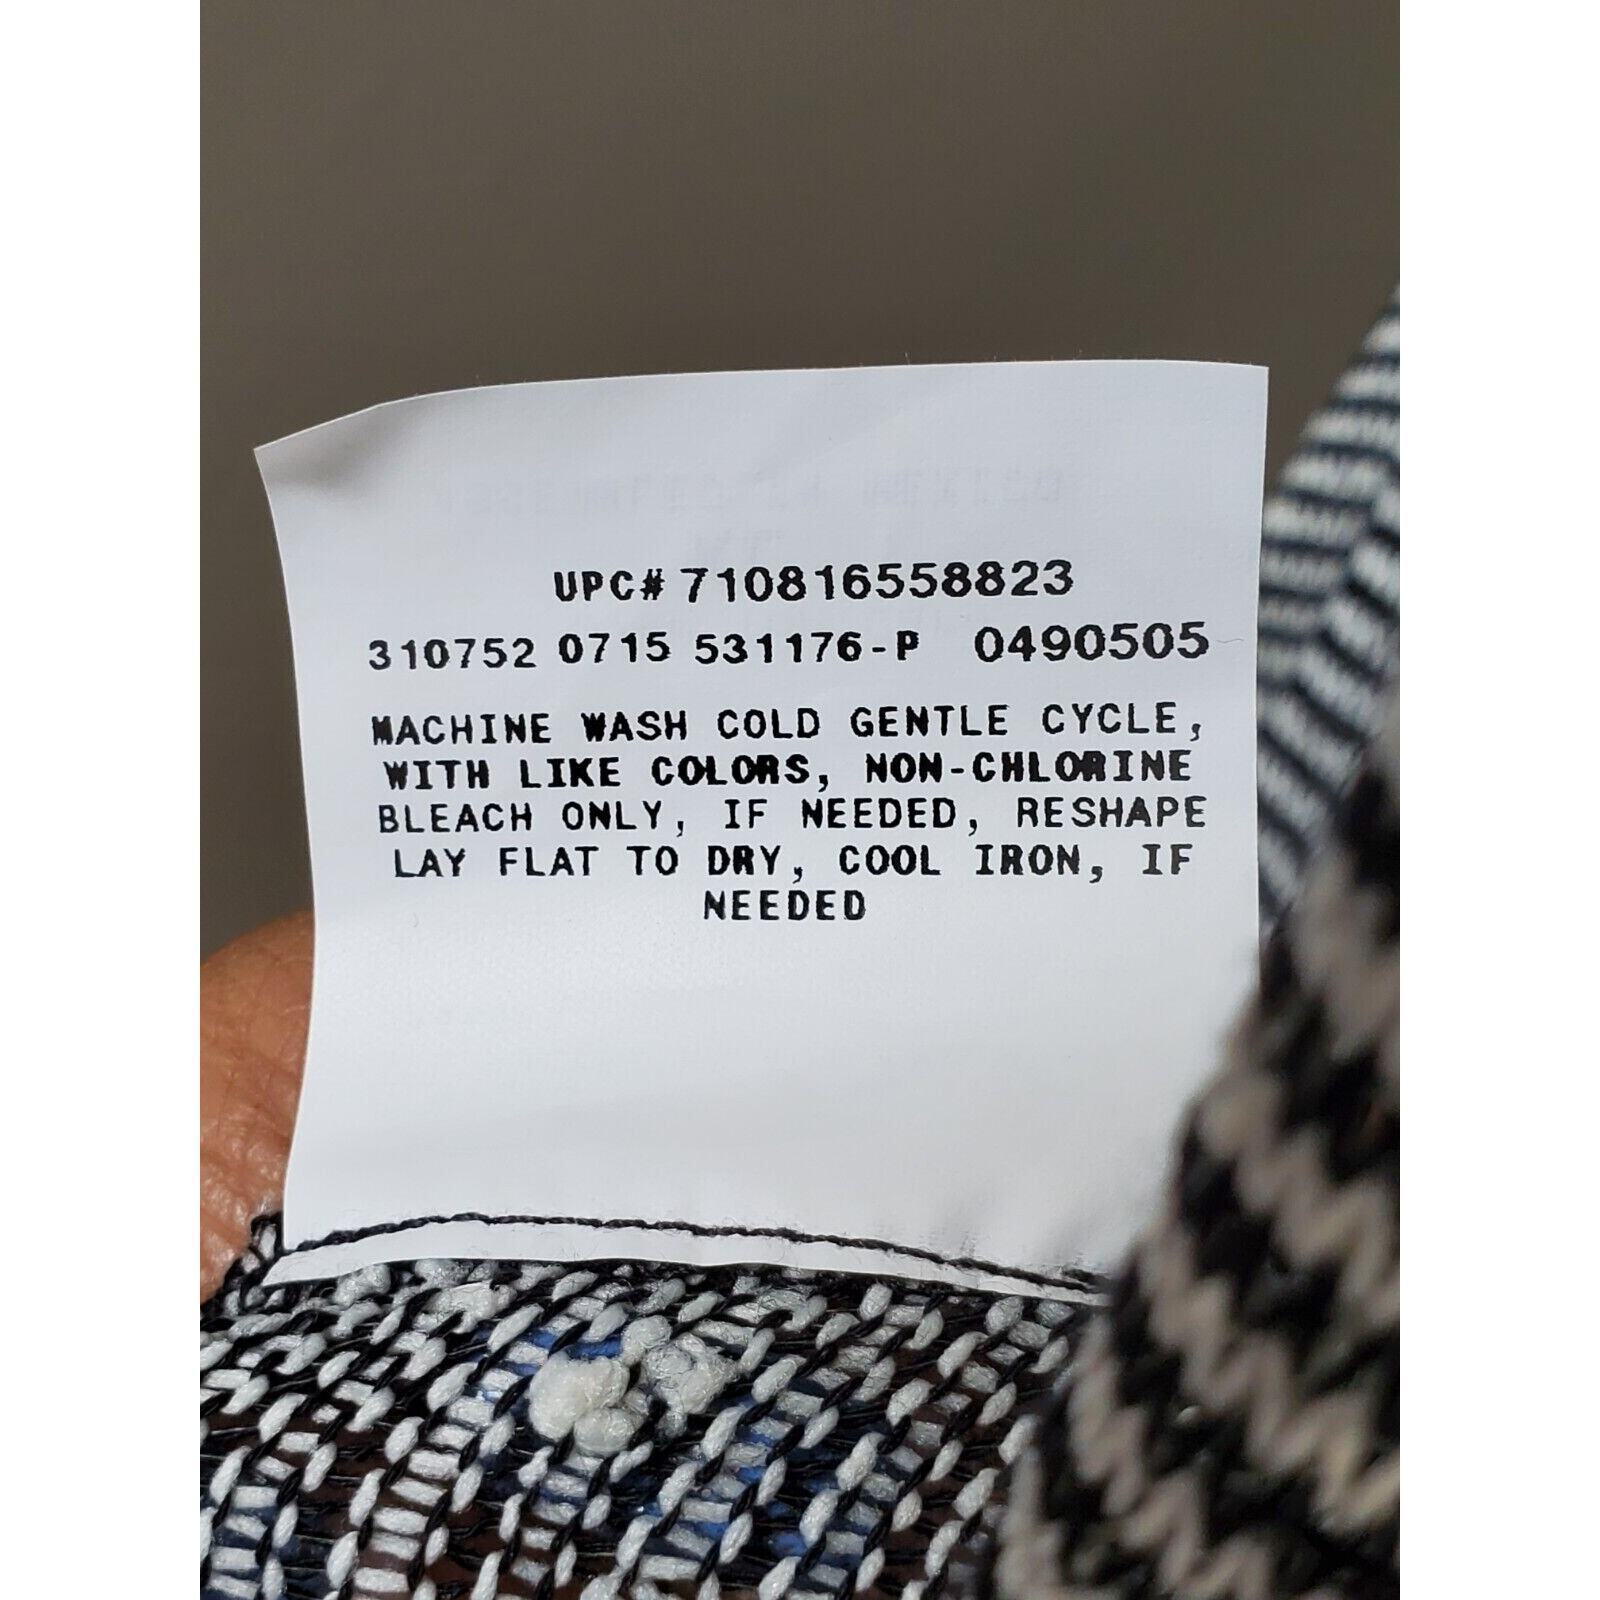 UPC# 710816558823
310752 0715 531176-P 0490505
MACHINE WASH COLD GENTLE CYCLE,
WITH LIKE COLORS, NON-CHLORINE
BLEACH ONLY, IF NEEDED, RESHAPE
LAY FLAT TO DRY, COOL IRON, IF
NEEDED